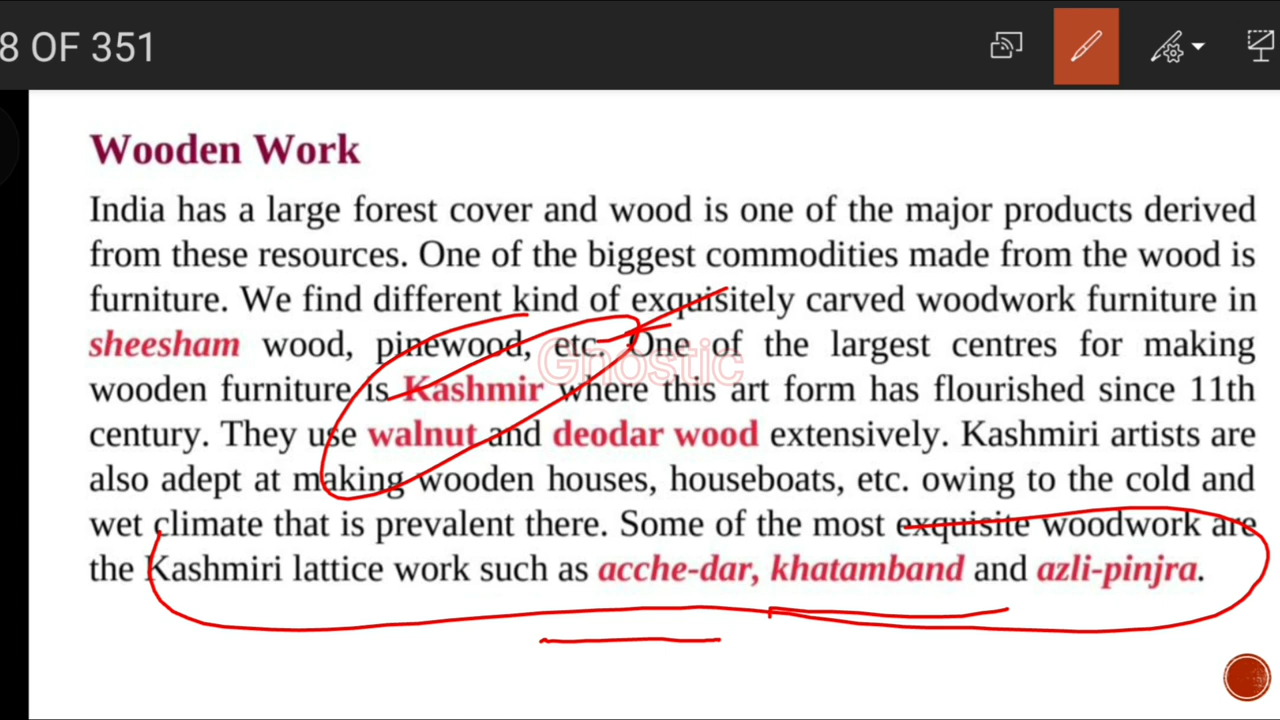 8 OF 351
Wooden Work
India has a large forest cover and wood is one of the major products derived
from these resources. One of the biggest commodities made from the wood is
furniture. We find different kind of exquisitely carved woodwork furniture in
sheesham wood, pinewood, etc. One of the largest centres for making
Gnostic
wooden furniture is Kashmir where this art form has flourished since 11th
century. They use walnut and deodar wood extensively. Kashmiri artists are
also adept at making wooden houses, houseboats, etc. owing to the cold and
wet climate that is prevalent there. Some of the most exquisite woodwork are
the Kashmiri lattice work such as acche-dar, khatamband and azli-pinjra.